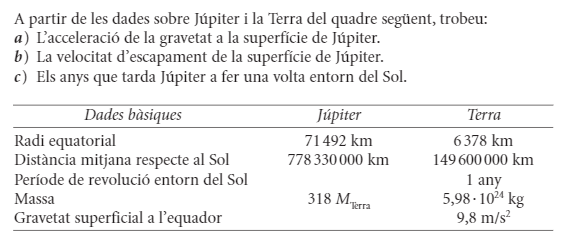 A partir de les dades sobre Júpiter i la Terra del quadre següent, trobeu:
a) L'acceleració de la gravetat a la superfície de Júpiter.
b) La velocitat d'escapament de la superfície de Júpiter.
c) Els anys que tarda Júpiter a fer una volta entorn del Sol.
Dades bàsiques Júpiter Terra
Radi equatorial 71 492 km 6 378 km
Distància mitjana respecte al Sol 778 330 000 km 149 600 000 km
Període de revolució entorn del Sol 1 any
Massa 318 M_Terra 5,98 · 10²⁴ kg
Gravetat superficial a l'equador 9,8 m/s²